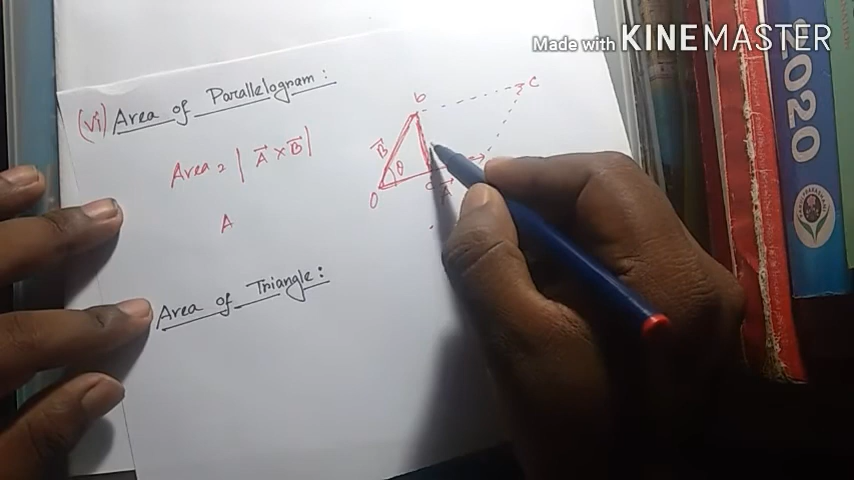 Made with KINEMASTER
(vi) Area of Parallelogram:
b
c
B
θ
Area = | A × B |
O
A
A
Area of Triangle:
2020